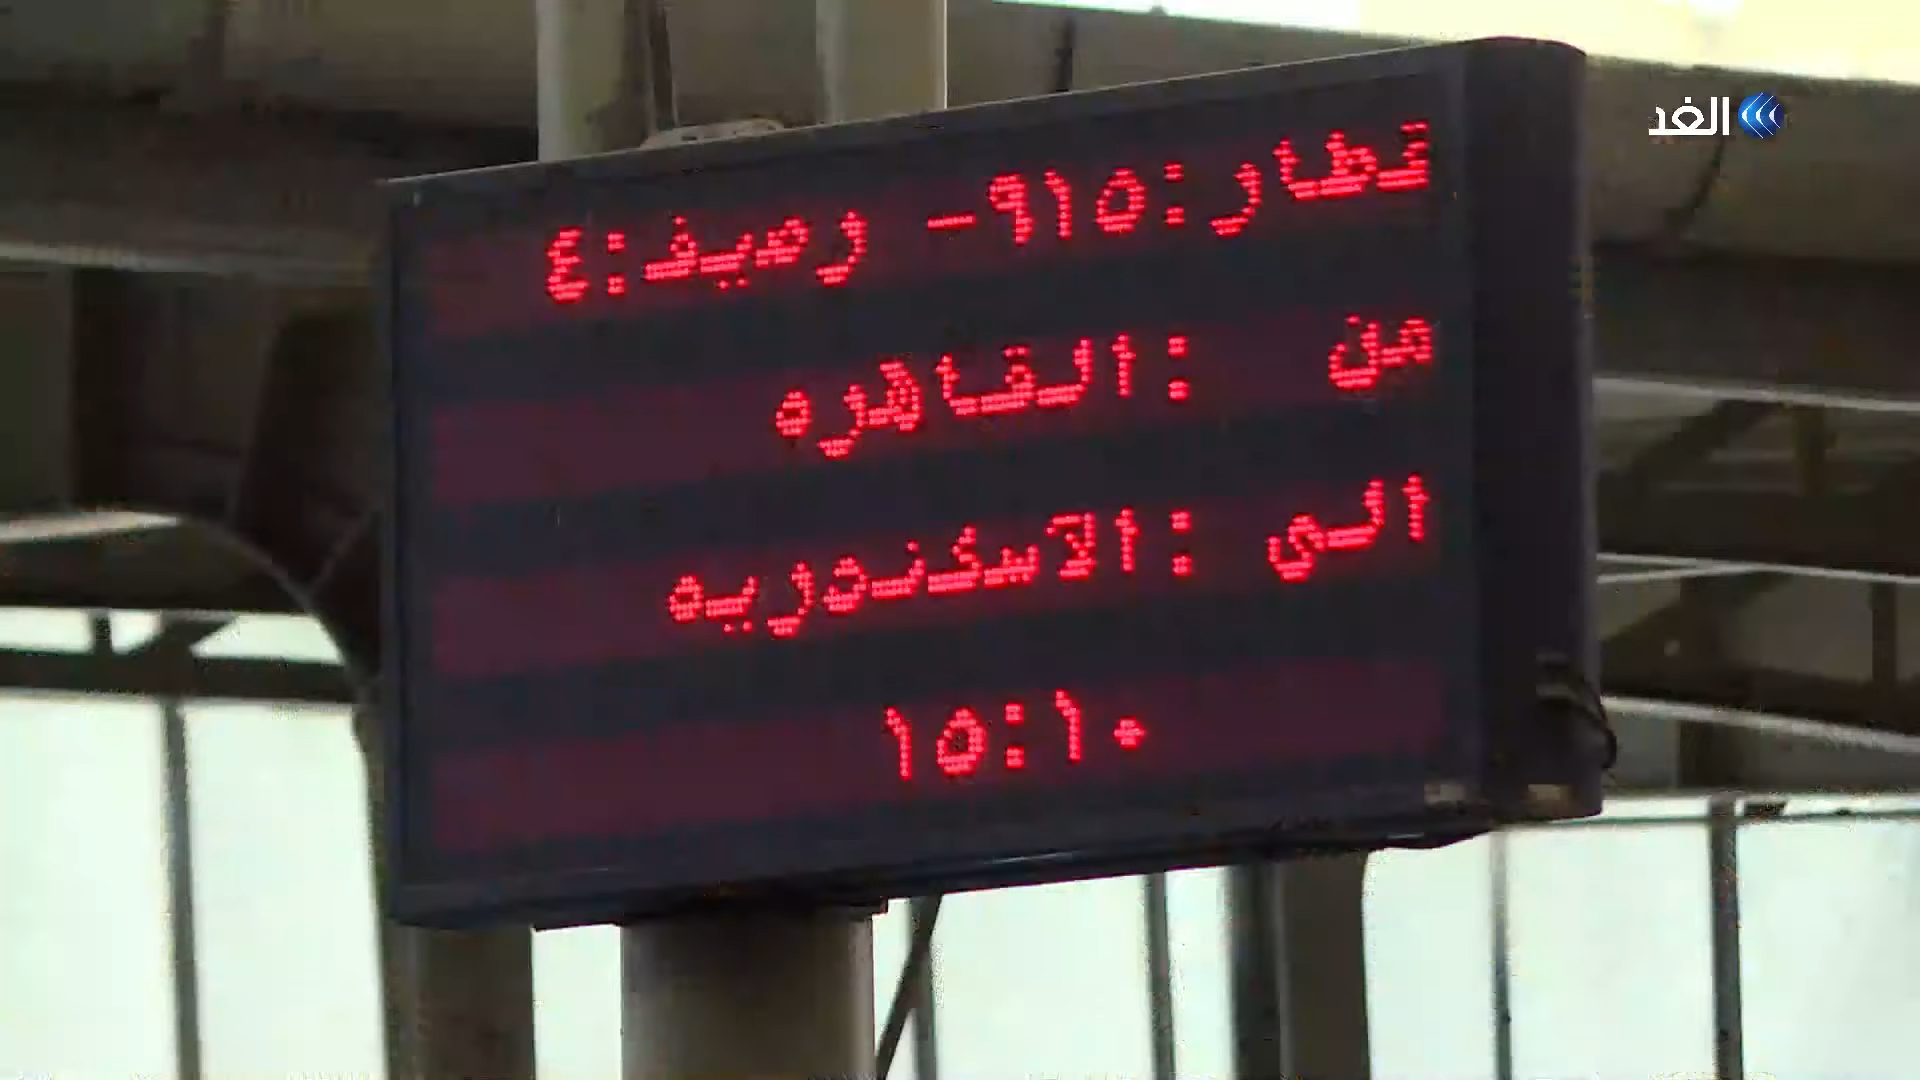 الغد
قطار:٩١٥- رصيف:٤
من :القاهره
الى :الاسكندريه
١٥:١٠